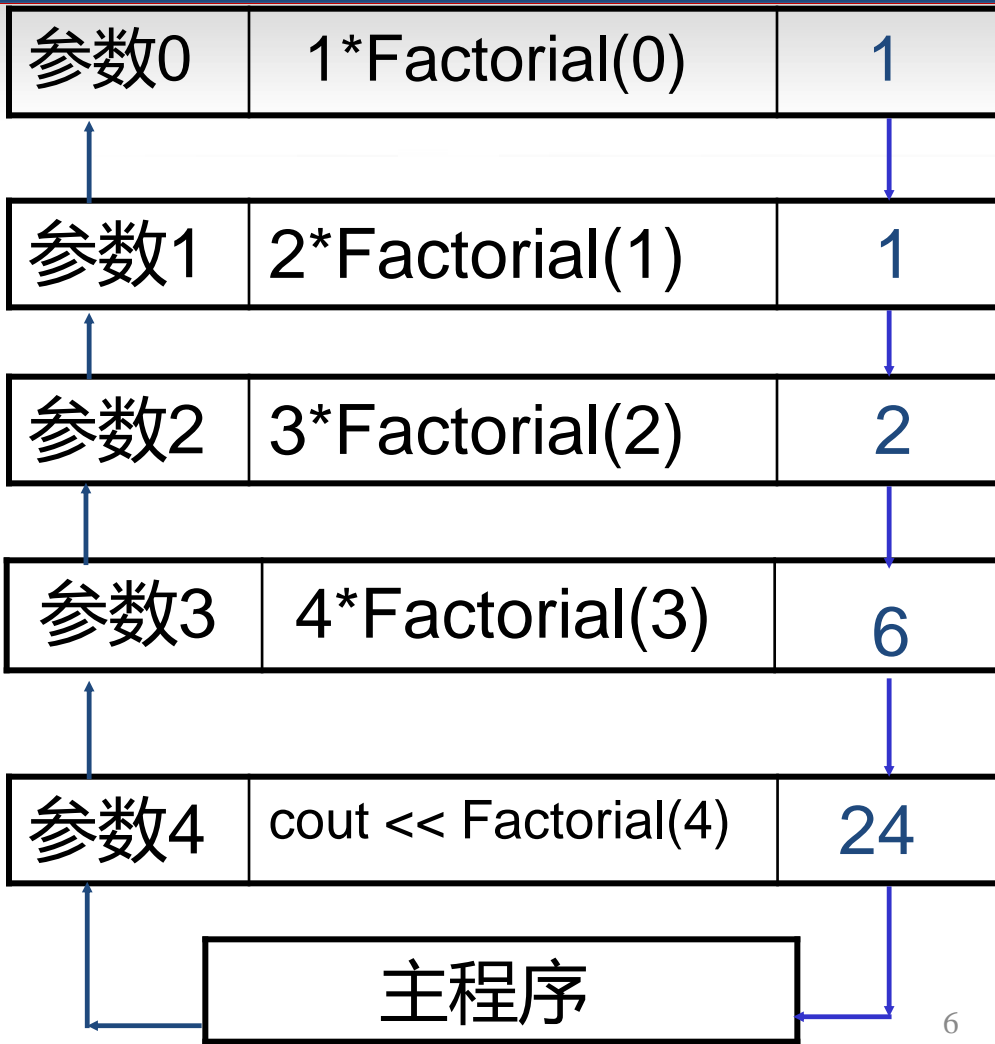 参数0 1*Factorial(0) 1
参数1 2*Factorial(1) 1
参数2 3*Factorial(2) 2
参数3 4*Factorial(3) 6
参数4 cout << Factorial(4) 24
主程序
6